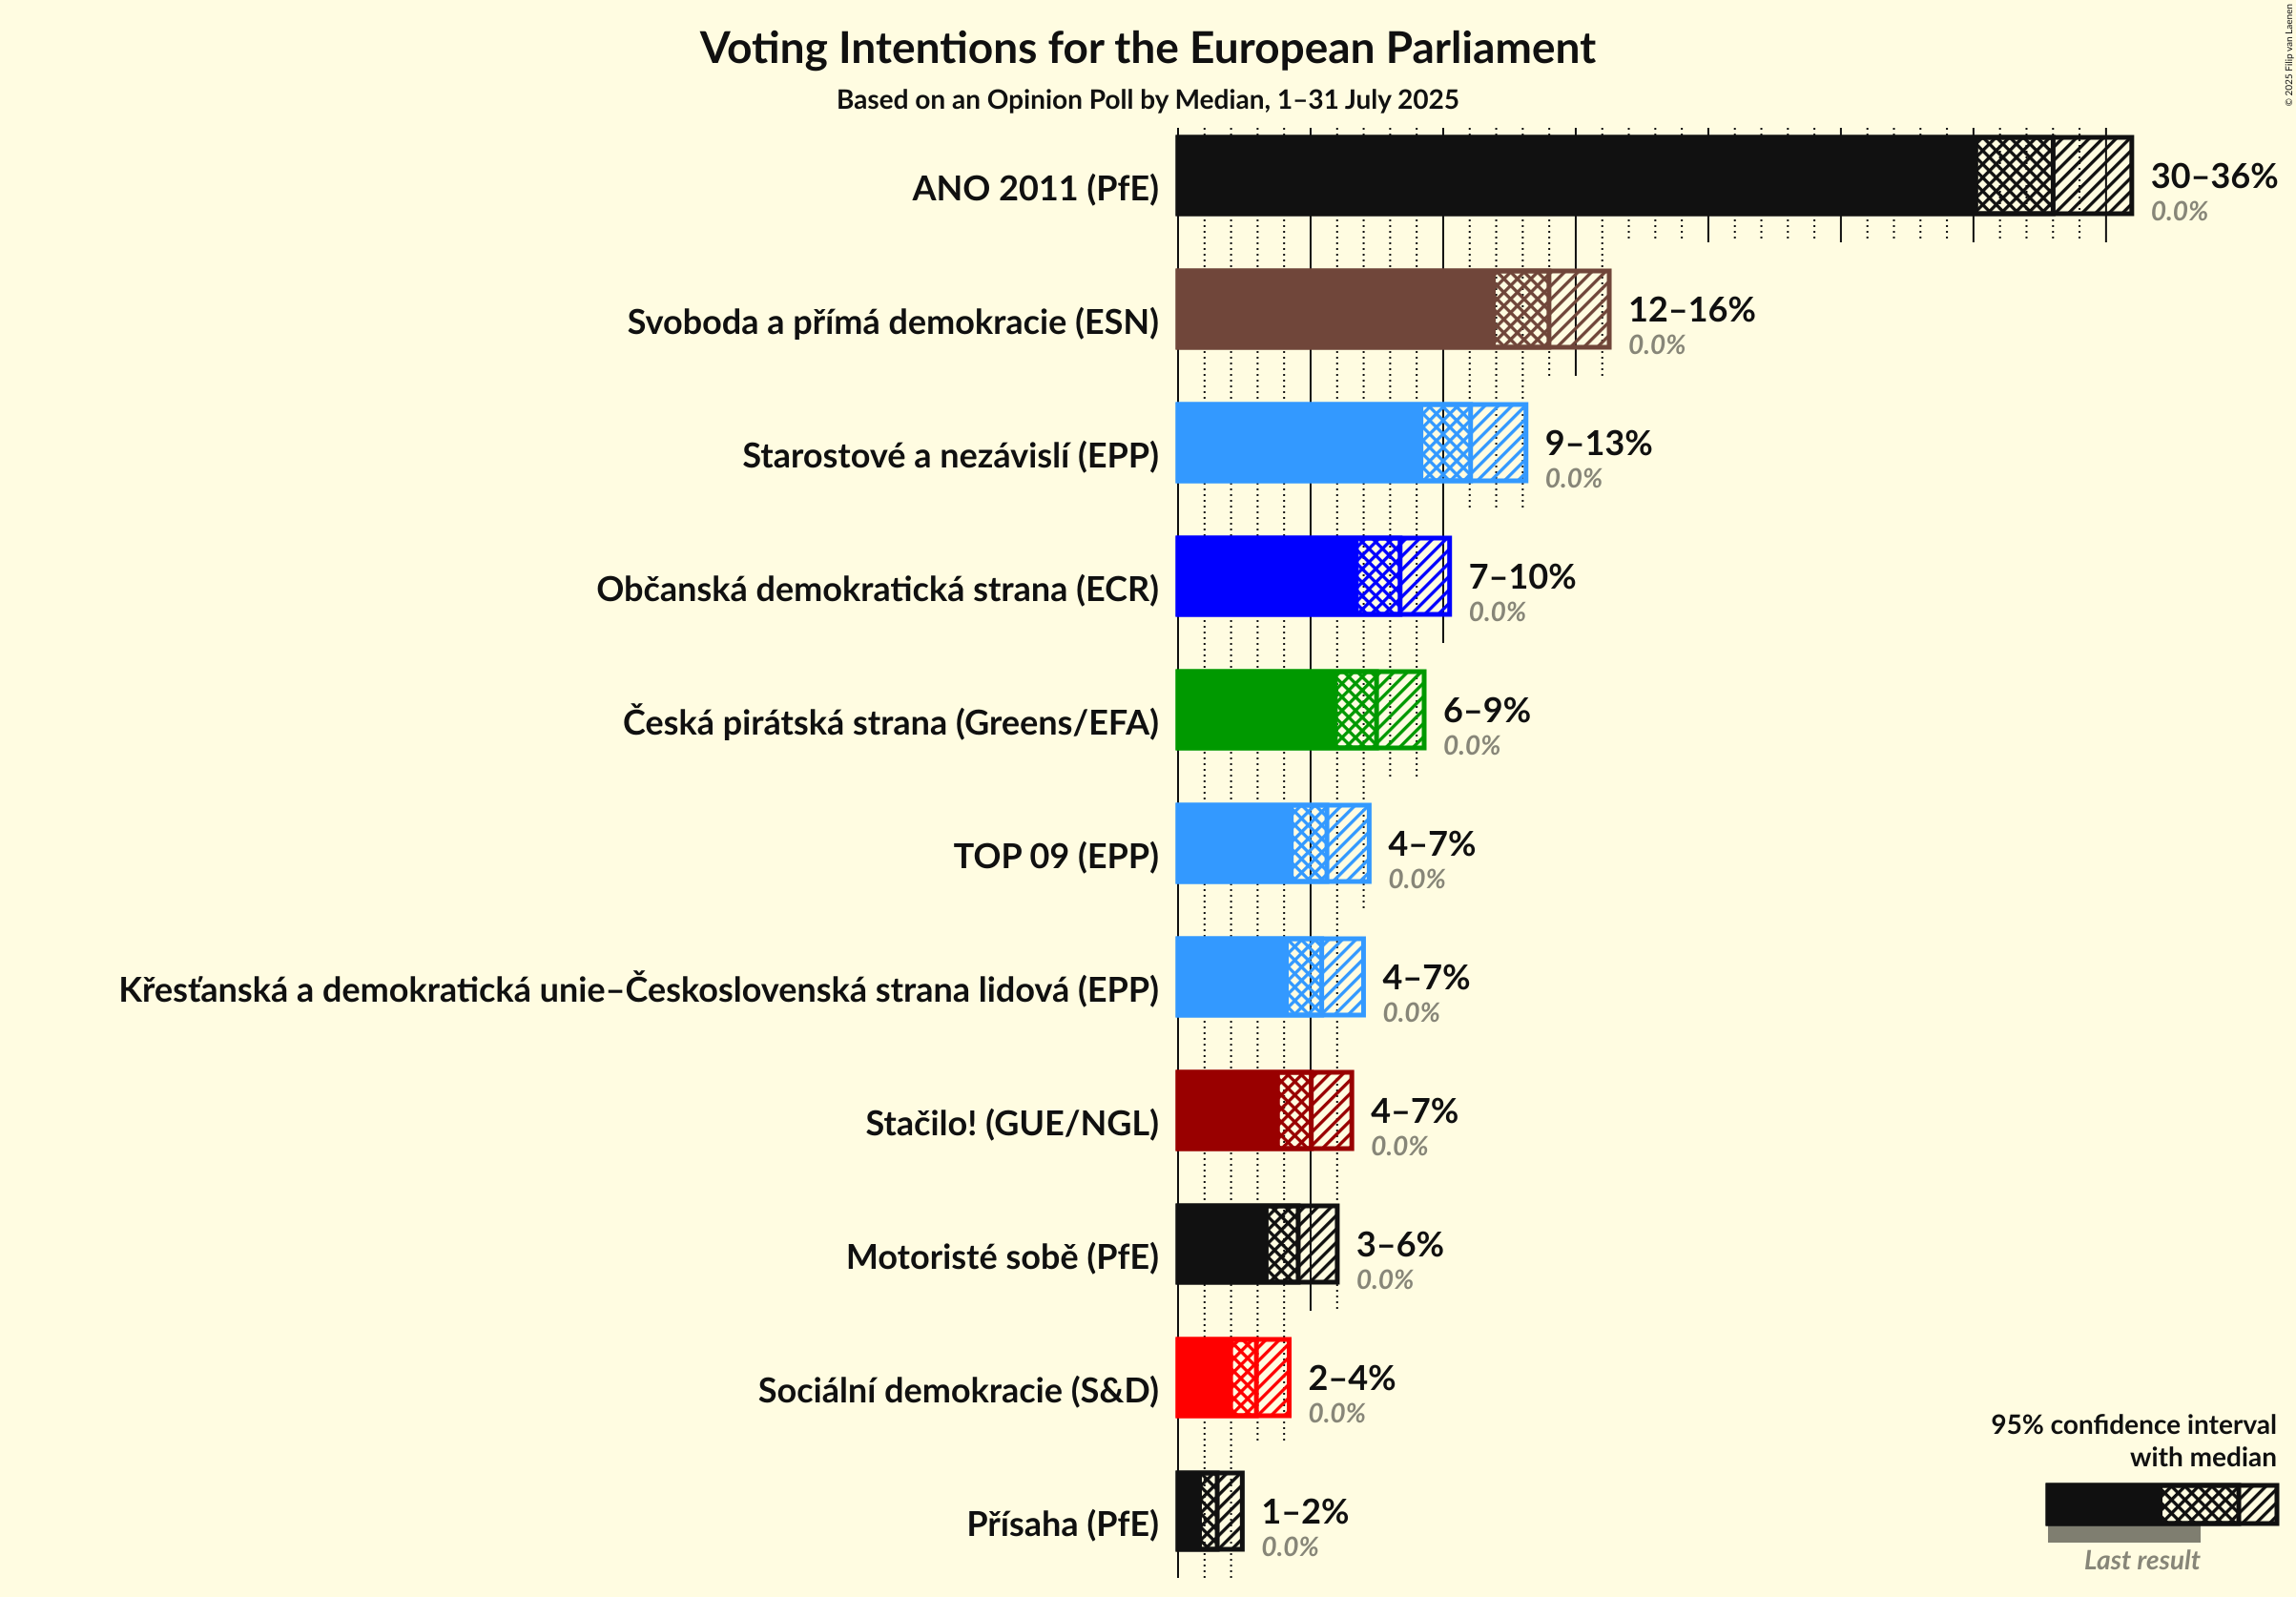 Voting Intentions for the European Parliament
Based on an Opinion Poll by Median, 1–31 July 2025
© 2025 Filip van Laenen
ANO 2011 (PfE)
30–36%
0.0%
Svoboda a přímá demokracie (ESN)
12–16%
0.0%
Starostové a nezávislí (EPP)
9–13%
0.0%
Občanská demokratická strana (ECR)
7–10%
0.0%
Česká pirátská strana (Greens/EFA)
6–9%
0.0%
TOP 09 (EPP)
4–7%
0.0%
Křesťanská a demokratická unie–Československá strana lidová (EPP)
4–7%
0.0%
Stačilo! (GUE/NGL)
4–7%
0.0%
Motoristé sobě (PfE)
3–6%
0.0%
Sociální demokracie (S&D)
2–4%
0.0%
Přísaha (PfE)
1–2%
0.0%
95% confidence interval
with median
Last result